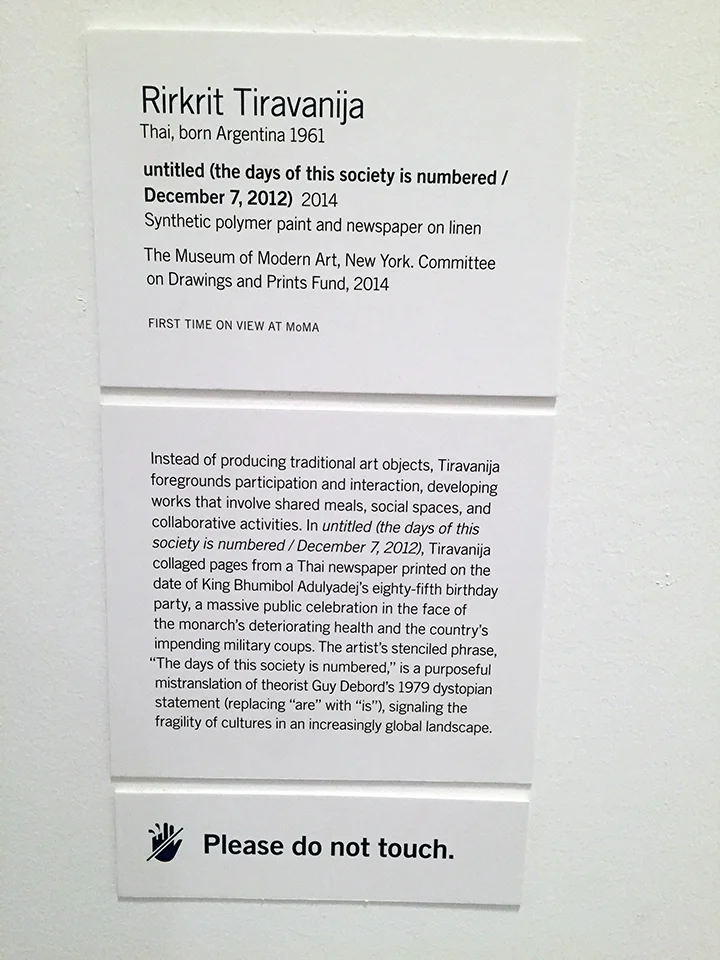 Rirkrit Tiravanija
Thai, born Argentina 1961
untitled (the days of this society is numbered /
December 7, 2012) 2014
Synthetic polymer paint and newspaper on linen
The Museum of Modern Art, New York. Committee
on Drawings and Prints Fund, 2014
FIRST TIME ON VIEW AT MoMA
Instead of producing traditional art objects, Tiravanija
foregrounds participation and interaction, developing
works that involve shared meals, social spaces, and
collaborative activities. In untitled (the days of this
society is numbered / December 7, 2012), Tiravanija
collaged pages from a Thai newspaper printed on the
date of King Bhumibol Adulyadej’s eighty-fifth birthday
party, a massive public celebration in the face of
the monarch’s deteriorating health and the country’s
impending military coups. The artist’s stenciled phrase,
“The days of this society is numbered,” is a purposeful
mistranslation of theorist Guy Debord’s 1979 dystopian
statement (replacing “are” with “is”), signaling the
fragility of cultures in an increasingly global landscape.
Please do not touch.